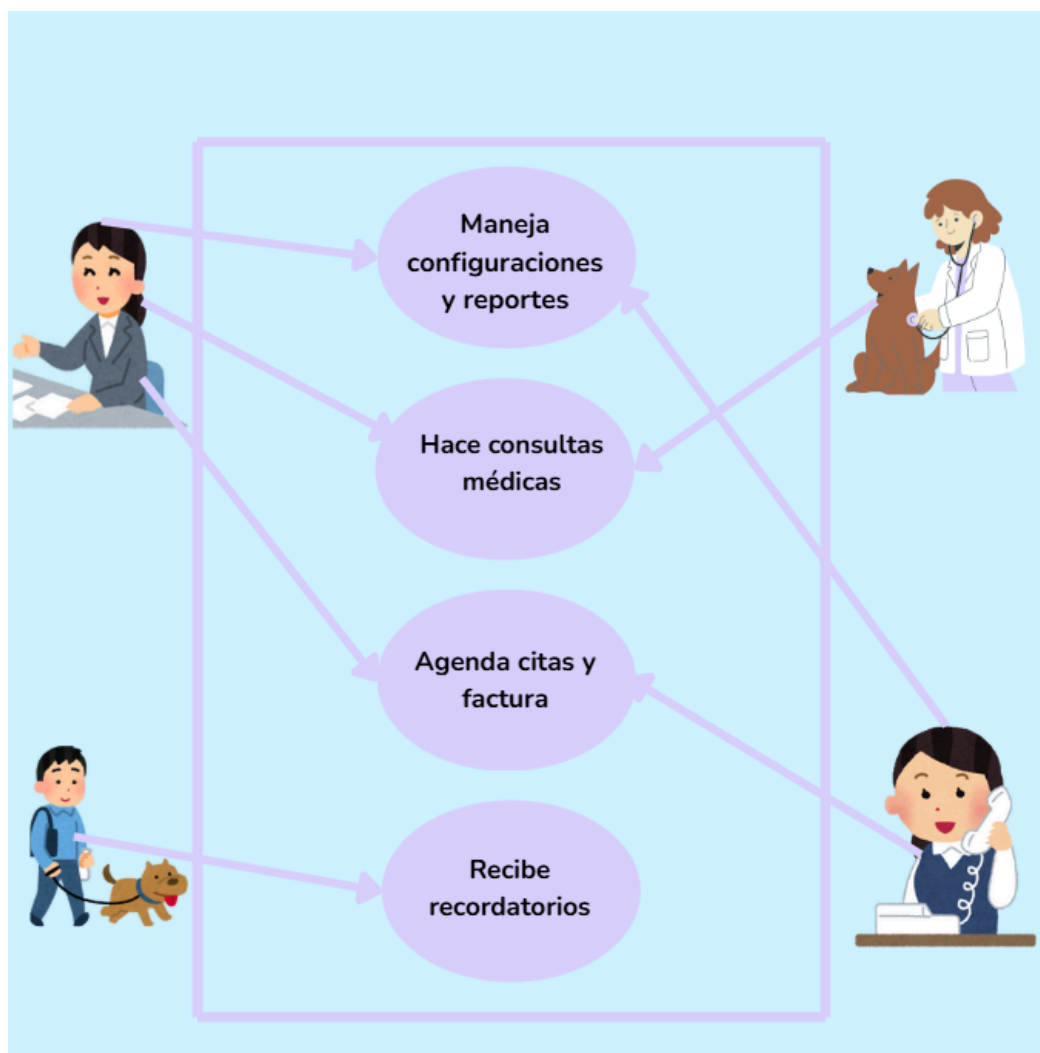 Maneja
configuraciones
y reportes
Hace consultas
médicas
Agenda citas y
factura
Recibe
recordatorios